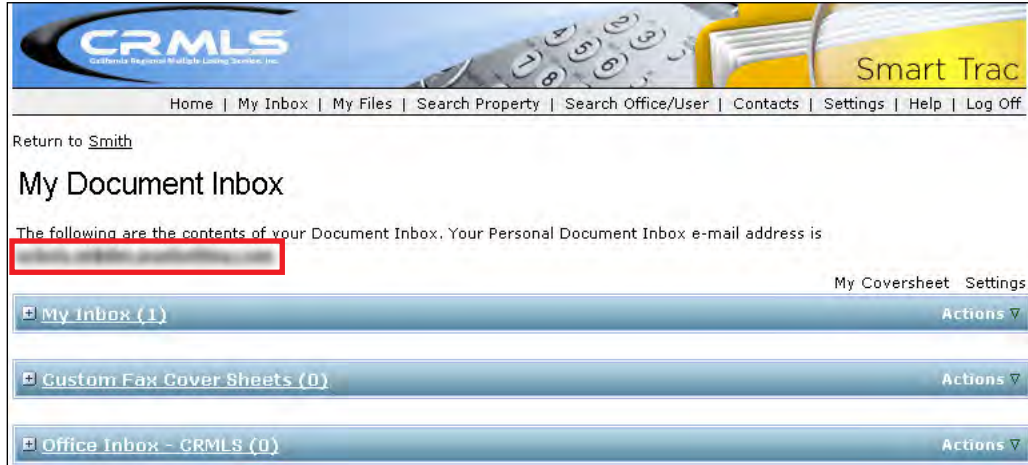 CRMLS
California Regional Multiple Listing Service, Inc.
Smart Trac
Home | My Inbox | My Files | Search Property | Search Office/User | Contacts | Settings | Help | Log Off
Return to Smith
My Document Inbox
The following are the contents of your Document Inbox. Your Personal Document Inbox e-mail address is
My Coversheet Settings
My Inbox (1) Actions
Custom Fax Cover Sheets (0) Actions
Office Inbox - CRMLS (0) Actions